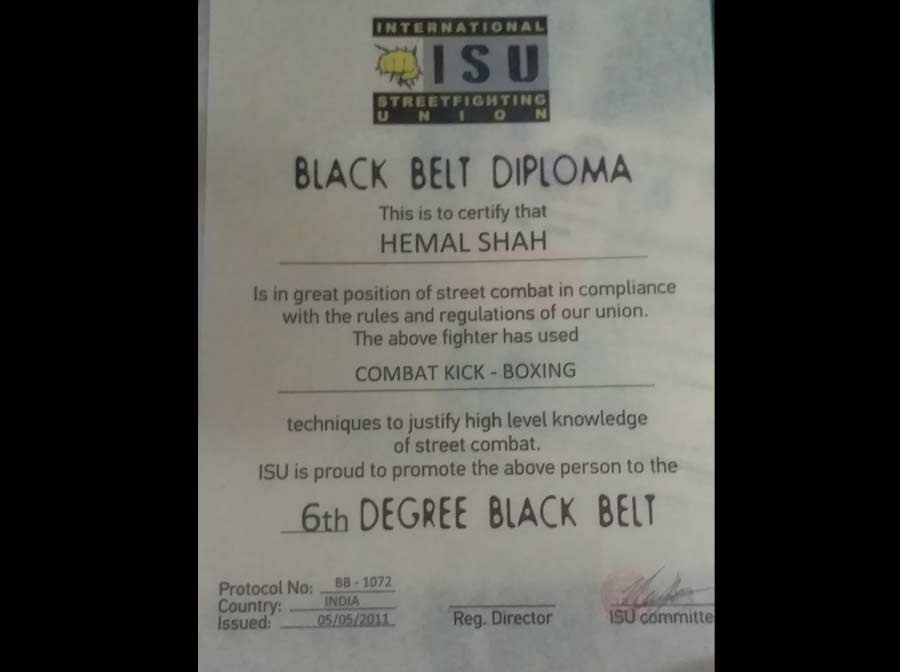 INTERNATIONAL
ISU
STREETFIGHTING
UNION
BLACK BELT DIPLOMA
This is to certify that
HEMAL SHAH
Is in great position of street combat in compliance
with the rules and regulations of our union.
The above fighter has used
COMBAT KICK - BOXING
techniques to justify high level knowledge
of street combat.
ISU is proud to promote the above person to the
6th DEGREE BLACK BELT
Protocol No: BB - 1072
Country: INDIA
Issued: 05/05/2011
Reg. Director
ISU committe